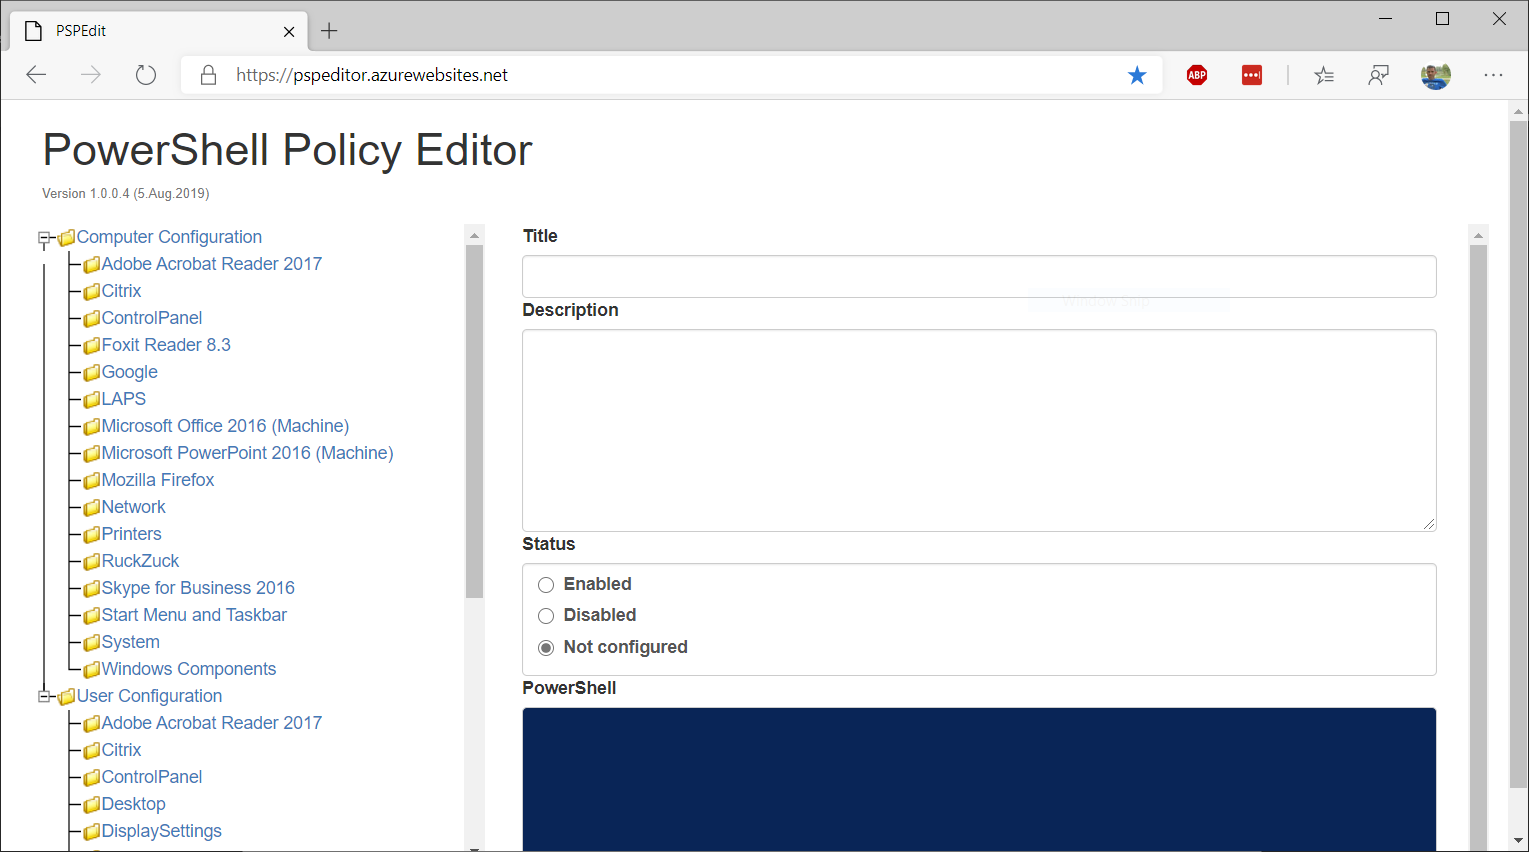 PSPEdit
https://pspeditor.azurewebsites.net
ABP
PowerShell Policy Editor
Version 1.0.0.4 (5.Aug.2019)
Computer Configuration
Adobe Acrobat Reader 2017
Citrix
ControlPanel
Foxit Reader 8.3
Google
LAPS
Microsoft Office 2016 (Machine)
Microsoft PowerPoint 2016 (Machine)
Mozilla Firefox
Network
Printers
RuckZuck
Skype for Business 2016
Start Menu and Taskbar
System
Windows Components
User Configuration
Adobe Acrobat Reader 2017
Citrix
ControlPanel
Desktop
DisplaySettings
Title
Window Snip
Description
Status
Enabled
Disabled
Not configured
PowerShell